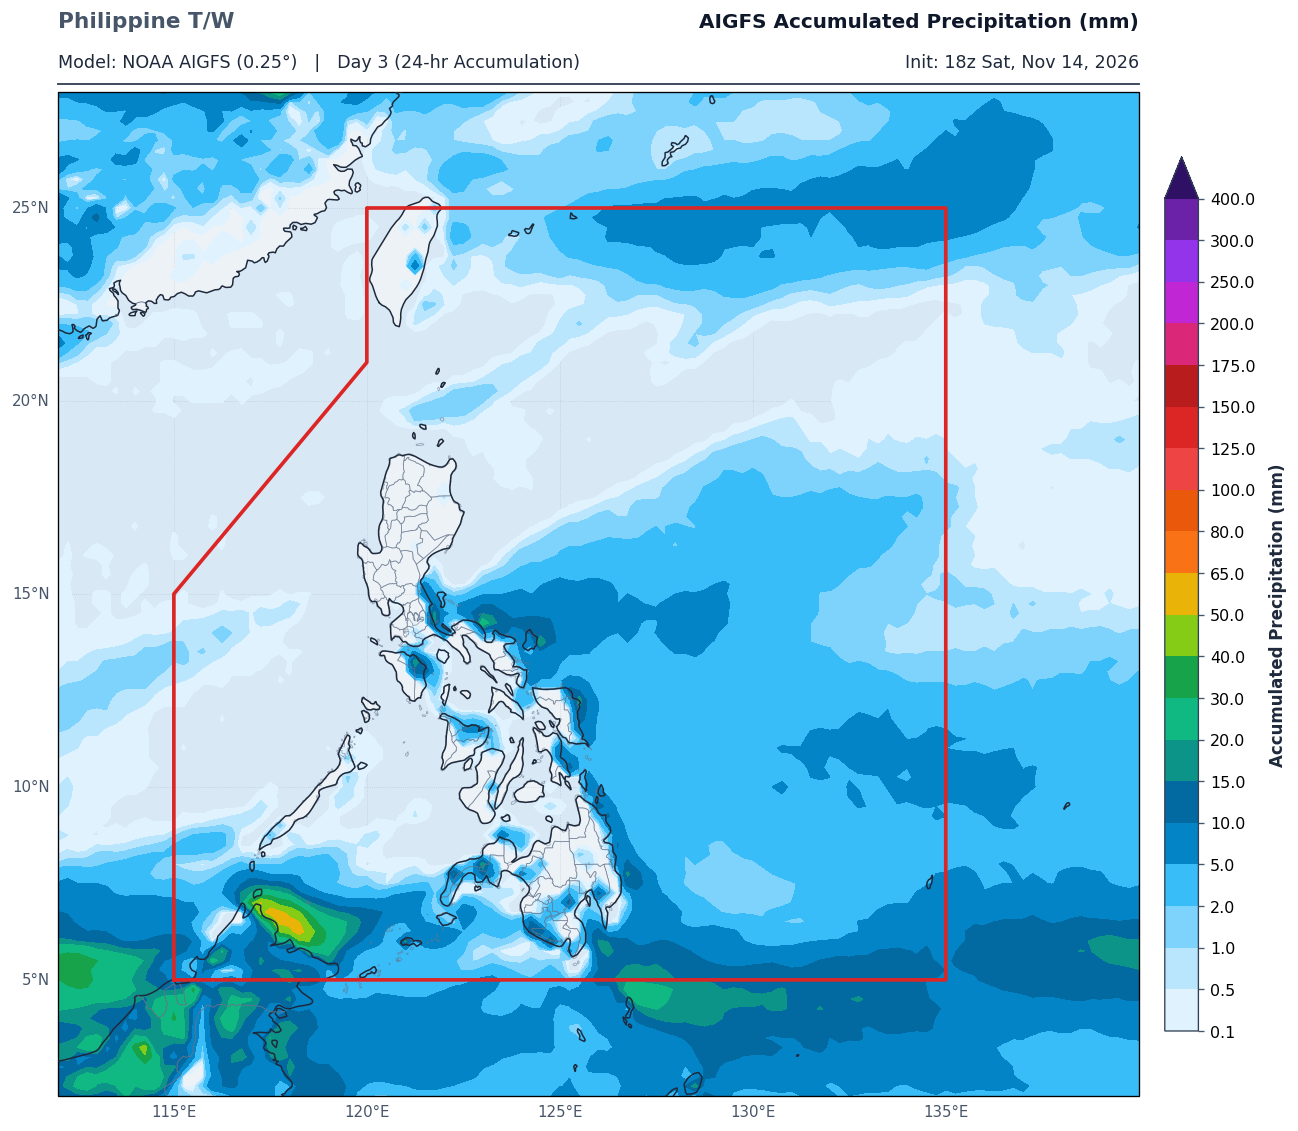 Philippine T/W
AIGFS Accumulated Precipitation (mm)
Model: NOAA AIGFS (0.25°)   |   Day 3 (24-hr Accumulation)
Init: 18z Sat, Nov 14, 2026
25°N
20°N
15°N
10°N
5°N
115°E
120°E
125°E
130°E
135°E
400.0
300.0
250.0
200.0
175.0
150.0
125.0
100.0
80.0
65.0
50.0
40.0
30.0
20.0
15.0
10.0
5.0
2.0
1.0
0.5
0.1
Accumulated Precipitation (mm)